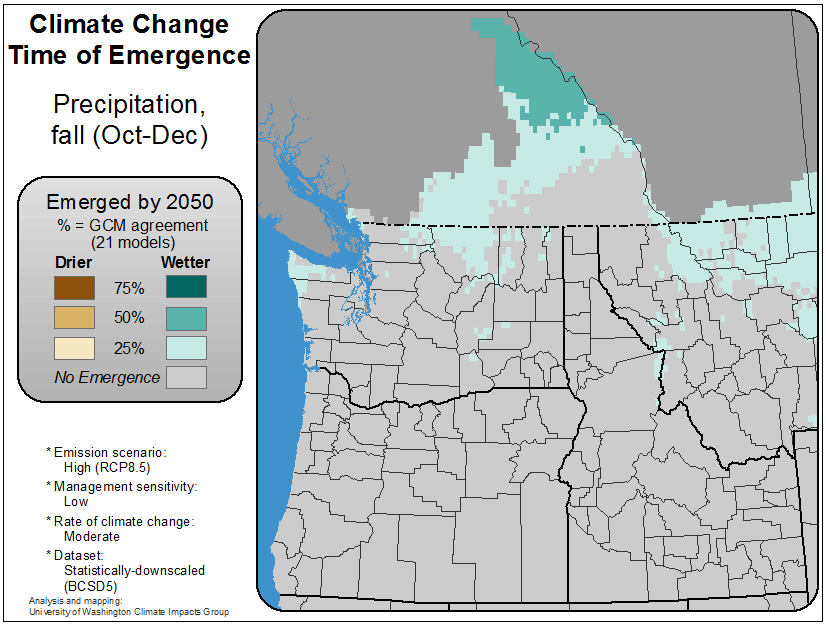 Climate Change
Time of Emergence
Precipitation,
fall (Oct-Dec)
Emerged by 2050
% = GCM agreement
(21 models)
Drier Wetter
75%
50%
25%
No Emergence
* Emission scenario:
High (RCP8.5)
* Management sensitivity:
Low
* Rate of climate change:
Moderate
* Dataset:
Statistically-downscaled
(BCSD5)
Analysis and mapping:
University of Washington Climate Impacts Group